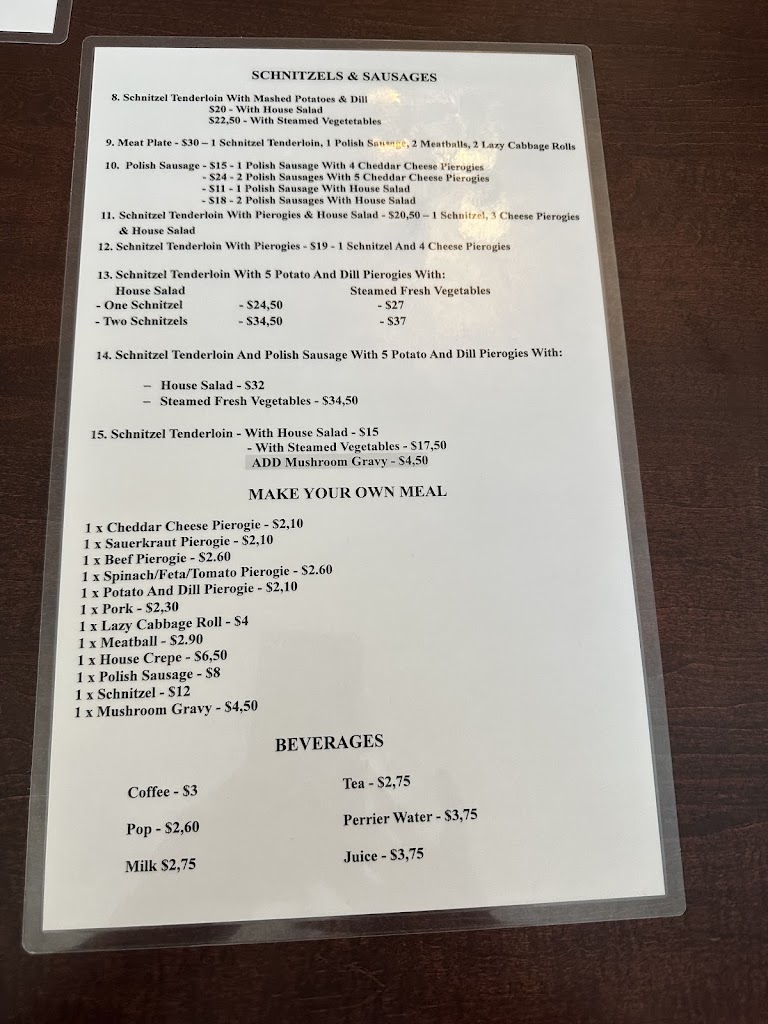 SCHNITZELS & SAUSAGES
8. Schnitzel Tenderloin With Mashed Potatoes & Dill
$20 - With House Salad
$22,50 - With Steamed Vegetetables
9. Meat Plate - $30 – 1 Schnitzel Tenderloin, 1 Polish Sausage, 2 Meatballs, 2 Lazy Cabbage Rolls
10. Polish Sausage - $15 - 1 Polish Sausage With 4 Cheddar Cheese Pierogies
- $24 - 2 Polish Sausages With 5 Cheddar Cheese Pierogies
- $11 - 1 Polish Sausage With House Salad
- $18 - 2 Polish Sausages With House Salad
11. Schnitzel Tenderloin With Pierogies & House Salad - $20,50 – 1 Schnitzel, 3 Cheese Pierogies
& House Salad
12. Schnitzel Tenderloin With Pierogies - $19 - 1 Schnitzel And 4 Cheese Pierogies
13. Schnitzel Tenderloin With 5 Potato And Dill Pierogies With:
House Salad Steamed Fresh Vegetables
- One Schnitzel - $24,50 - $27
- Two Schnitzels - $34,50 - $37
14. Schnitzel Tenderloin And Polish Sausage With 5 Potato And Dill Pierogies With:
– House Salad - $32
– Steamed Fresh Vegetables - $34,50
15. Schnitzel Tenderloin - With House Salad - $15
- With Steamed Vegetables - $17,50
ADD Mushroom Gravy - $4,50
MAKE YOUR OWN MEAL
1 x Cheddar Cheese Pierogie - $2,10
1 x Sauerkraut Pierogie - $2,10
1 x Beef Pierogie - $2.60
1 x Spinach/Feta/Tomato Pierogie - $2.60
1 x Potato And Dill Pierogie - $2,10
1 x Pork - $2,30
1 x Lazy Cabbage Roll - $4
1 x Meatball - $2.90
1 x House Crepe - $6,50
1 x Polish Sausage - $8
1 x Schnitzel - $12
1 x Mushroom Gravy - $4,50
BEVERAGES
Coffee - $3 Tea - $2,75
Pop - $2,60 Perrier Water - $3,75
Milk $2,75 Juice - $3,75